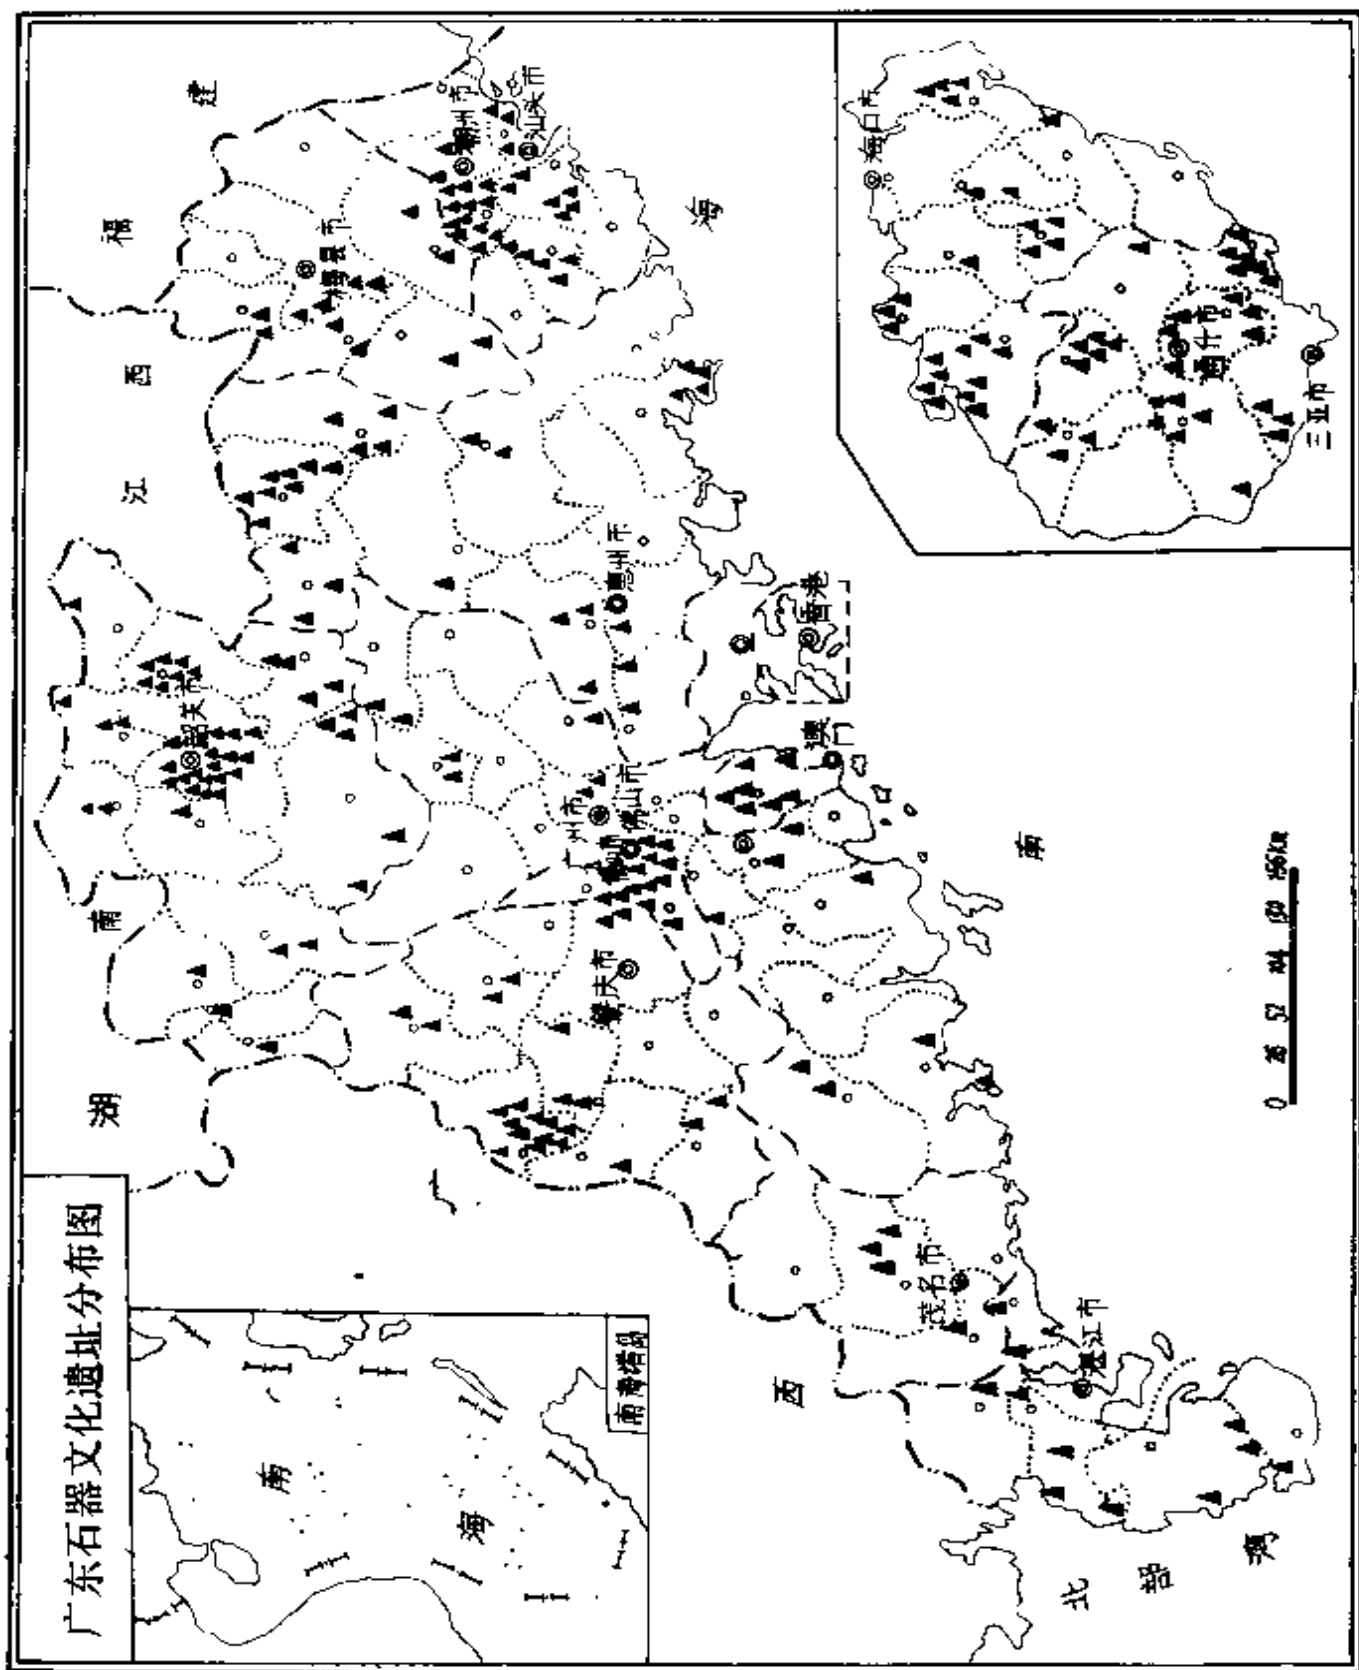 广东石器文化遗址分布图
南
海
南海诸岛
湖
南
江
西
福
建
韶关市
梅县市
潮州市
汕头市
惠州市
广州市
佛山市
肇庆市
香港
澳门
茂名市
湛江市
西
南
海
北
部
湾
海口市
通什市
三亚市
0 26 52